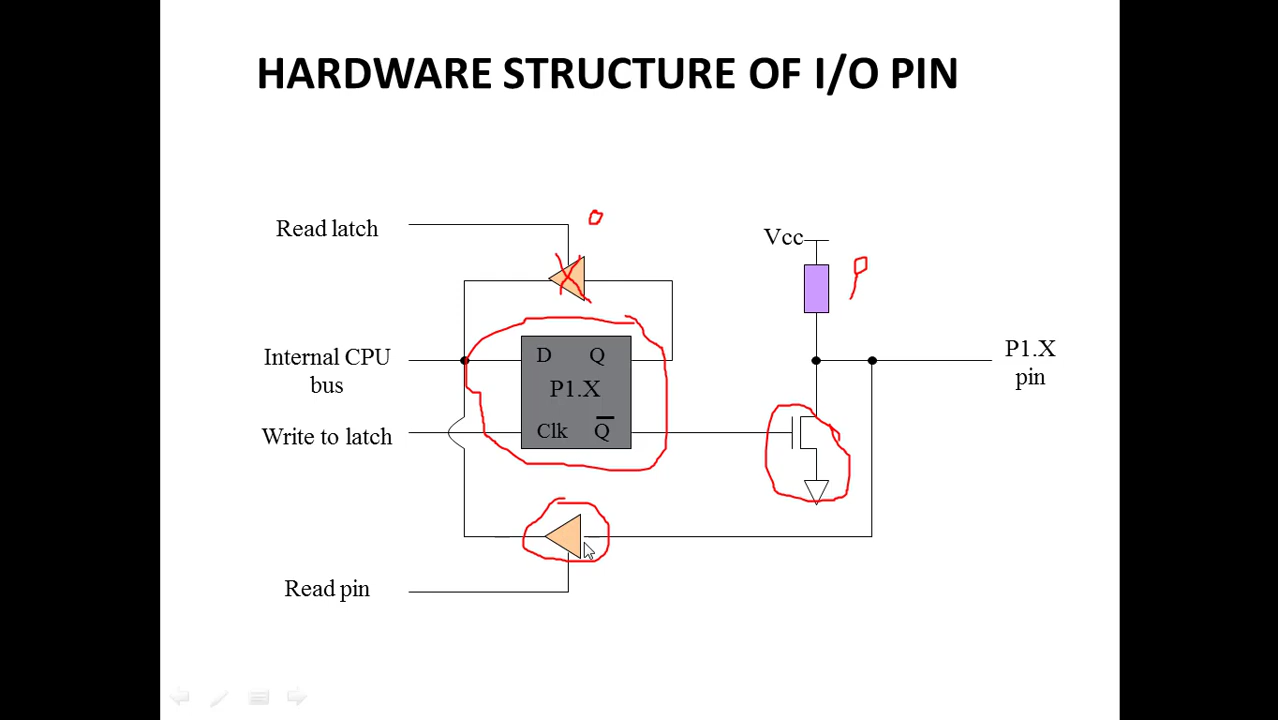 HARDWARE STRUCTURE OF I/O PIN
Read latch
Vcc
Internal CPU
bus
D Q
P1.X
Clk Q̅
P1.X
pin
Write to latch
Read pin